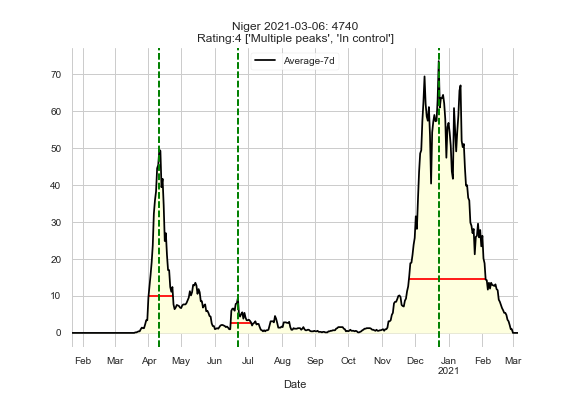 Niger 2021-03-06: 4740
Rating:4 ['Multiple peaks', 'In control']
Average-7d
70
60
50
40
30
20
10
0
Feb Mar Apr May Jun Jul Aug Sep Oct Nov Dec Jan Feb Mar
2021
Date